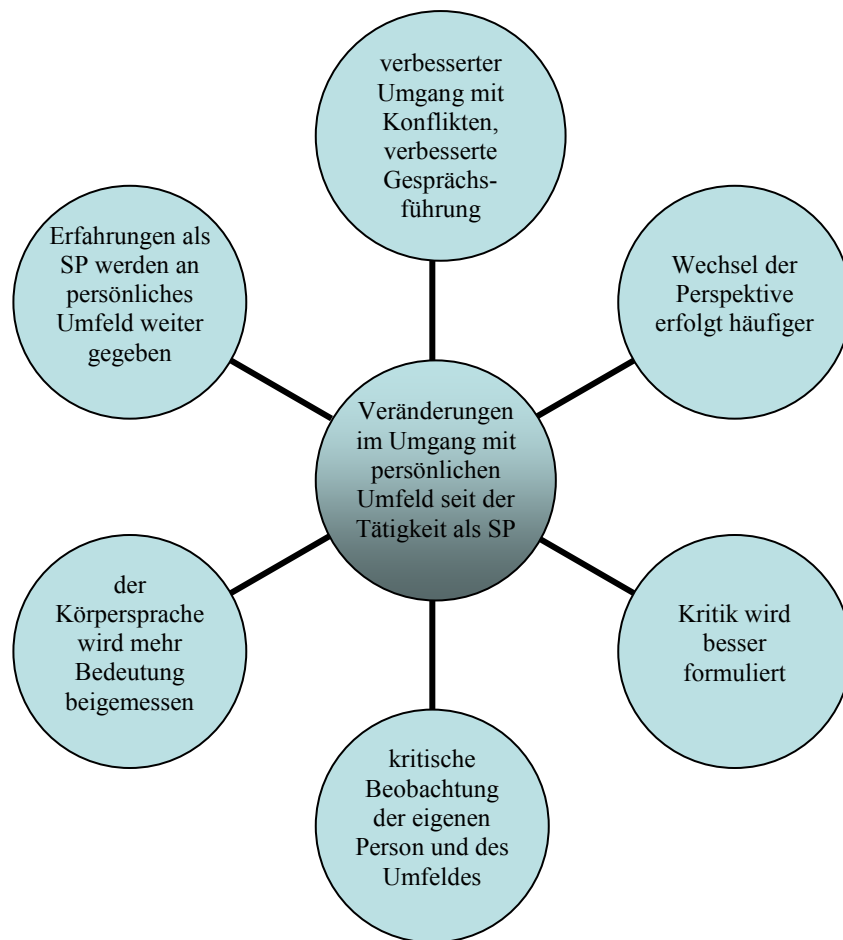 verbesserter
Umgang mit
Konflikten,
verbesserte
Gesprächs-
führung
Erfahrungen als
SP werden an
persönliches
Umfeld weiter
gegeben
Wechsel der
Perspektive
erfolgt häufiger
Veränderungen
im Umgang mit
persönlichen
Umfeld seit der
Tätigkeit als SP
der
Körpersprache
wird mehr
Bedeutung
beigemessen
Kritik wird
besser
formuliert
kritische
Beobachtung
der eigenen
Person und des
Umfeldes